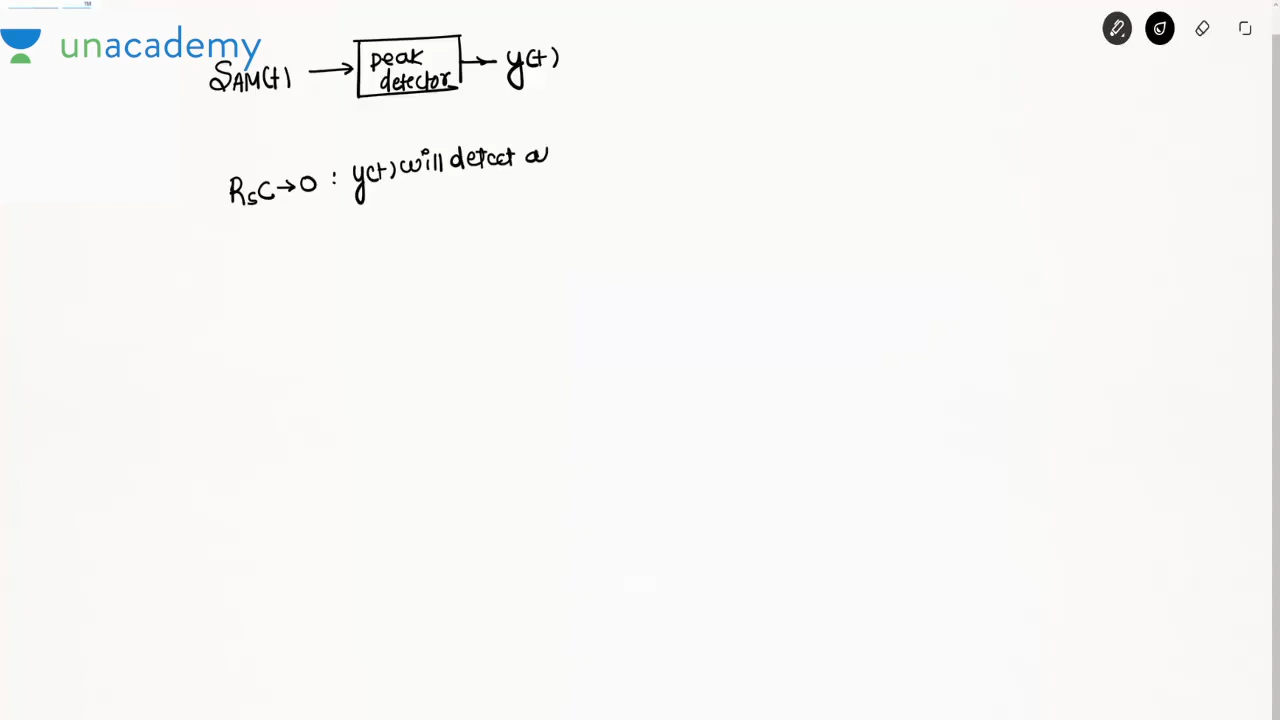 unacademy
SAM(t) → peak detector → y(t)
RsC→0 : y(t) will detect a